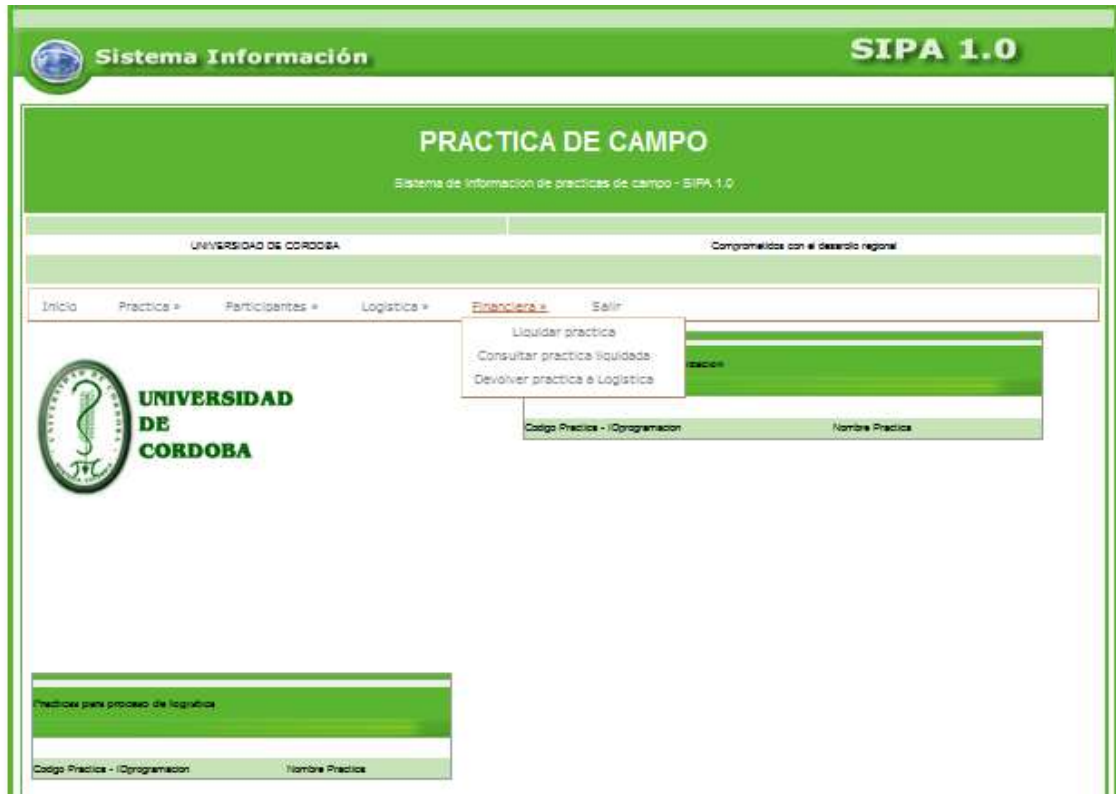 Sistema Información
SIPA 1.0
PRACTICA DE CAMPO
Sistema de informacion de practicas de campo - SIPA 1.0
UNIVERSIDAD DE CORDOBA
Comprometidos con el desarrollo regional
Inicio Practica » Participantes » Logistica » Financiera » Salir
Liquidar practica
Consultar practica liquidada
Devolver practica a Logistica
UNIVERSIDAD
DE
CORDOBA
Codigo Practica - IDprogramacion Nombre Practica
Practicas para proceso de logistica
Codigo Practica - IDprogramacion Nombre Practica